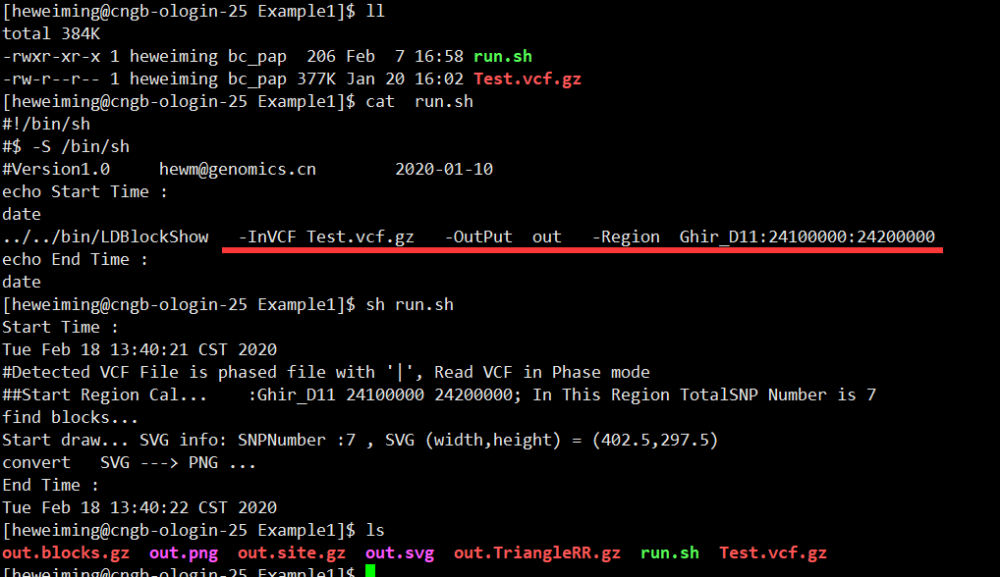 [heweiming@cngb-ologin-25 Example1]$ ll
total 384K
-rwxr-xr-x 1 heweiming bc_pap  206 Feb  7 16:58 run.sh
-rw-r--r-- 1 heweiming bc_pap 377K Jan 20 16:02 Test.vcf.gz
[heweiming@cngb-ologin-25 Example1]$ cat  run.sh
#!/bin/sh
#$ -S /bin/sh
#Version1.0     hewm@genomics.cn        2020-01-10
echo Start Time :
date
../../bin/LDBlockShow   -InVCF Test.vcf.gz   -OutPut  out   -Region  Ghir_D11:24100000:24200000
echo End Time :
date
[heweiming@cngb-ologin-25 Example1]$ sh run.sh
Start Time :
Tue Feb 18 13:40:21 CST 2020
#Detected VCF File is phased file with '|', Read VCF in Phase mode
##Start Region Cal...    :Ghir_D11 24100000 24200000; In This Region TotalSNP Number is 7
find blocks...
Start draw... SVG info: SNPNumber :7 , SVG (width,height) = (402.5,297.5)
convert   SVG ---> PNG ...
End Time :
Tue Feb 18 13:40:22 CST 2020
[heweiming@cngb-ologin-25 Example1]$ ls
out.blocks.gz  out.png  out.site.gz  out.svg  out.TriangleRR.gz  run.sh  Test.vcf.gz
[heweiming@cngb-ologin-25 Example1]$